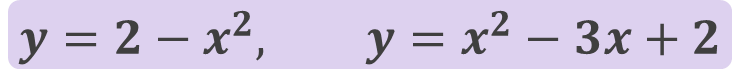 y = 2 − x², y = x² − 3x + 2